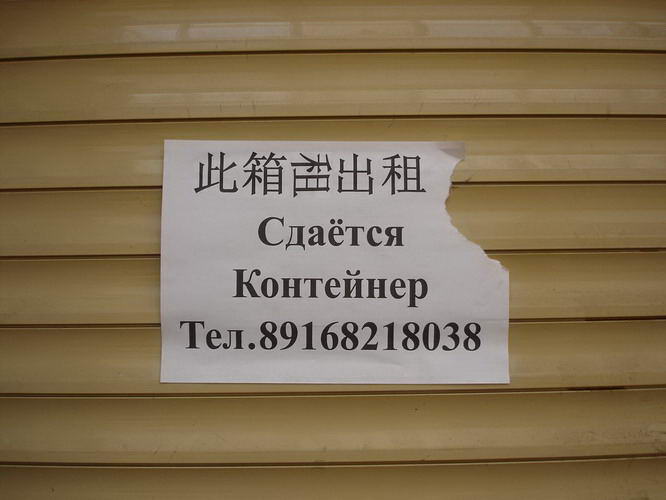 此箱出租
Сдаётся
Контейнер
Тел.89168218038